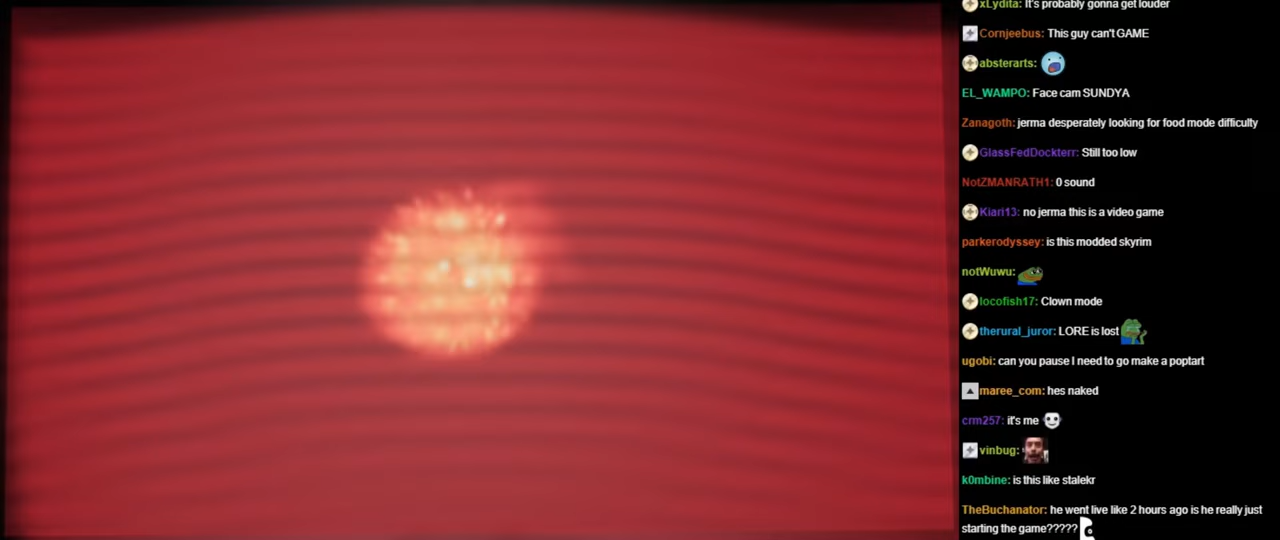 xLydita: It's probably gonna get louder
Cornjeebus: This guy can't GAME
absterarts:
EL_WAMPO: Face cam SUNDYA
Zanagoth: jerma desperately looking for food mode difficulty
GlassFedDockterr: Still too low
NotZMANRATH1: 0 sound
Kiari13: no jerma this is a video game
parkerodyssey: is this modded skyrim
notWuwu:
locofish17: Clown mode
therural_juror: LORE is lost
ugobi: can you pause I need to go make a poptart
maree_com: hes naked
crm257: it's me
vinbug:
k0mbine: is this like stalekr
TheBuchanator: he went live like 2 hours ago is he really just
starting the game?????